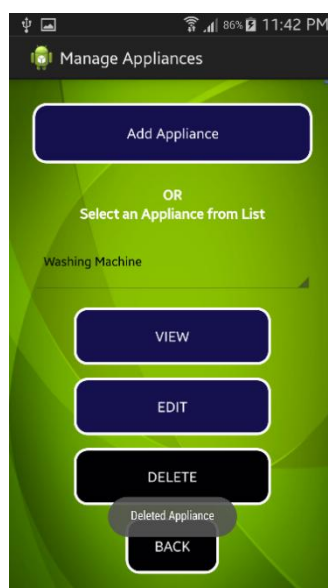 86% 11:42 PM
Manage Appliances
Add Appliance
OR
Select an Appliance from List
Washing Machine
VIEW
EDIT
DELETE
Deleted Appliance
BACK